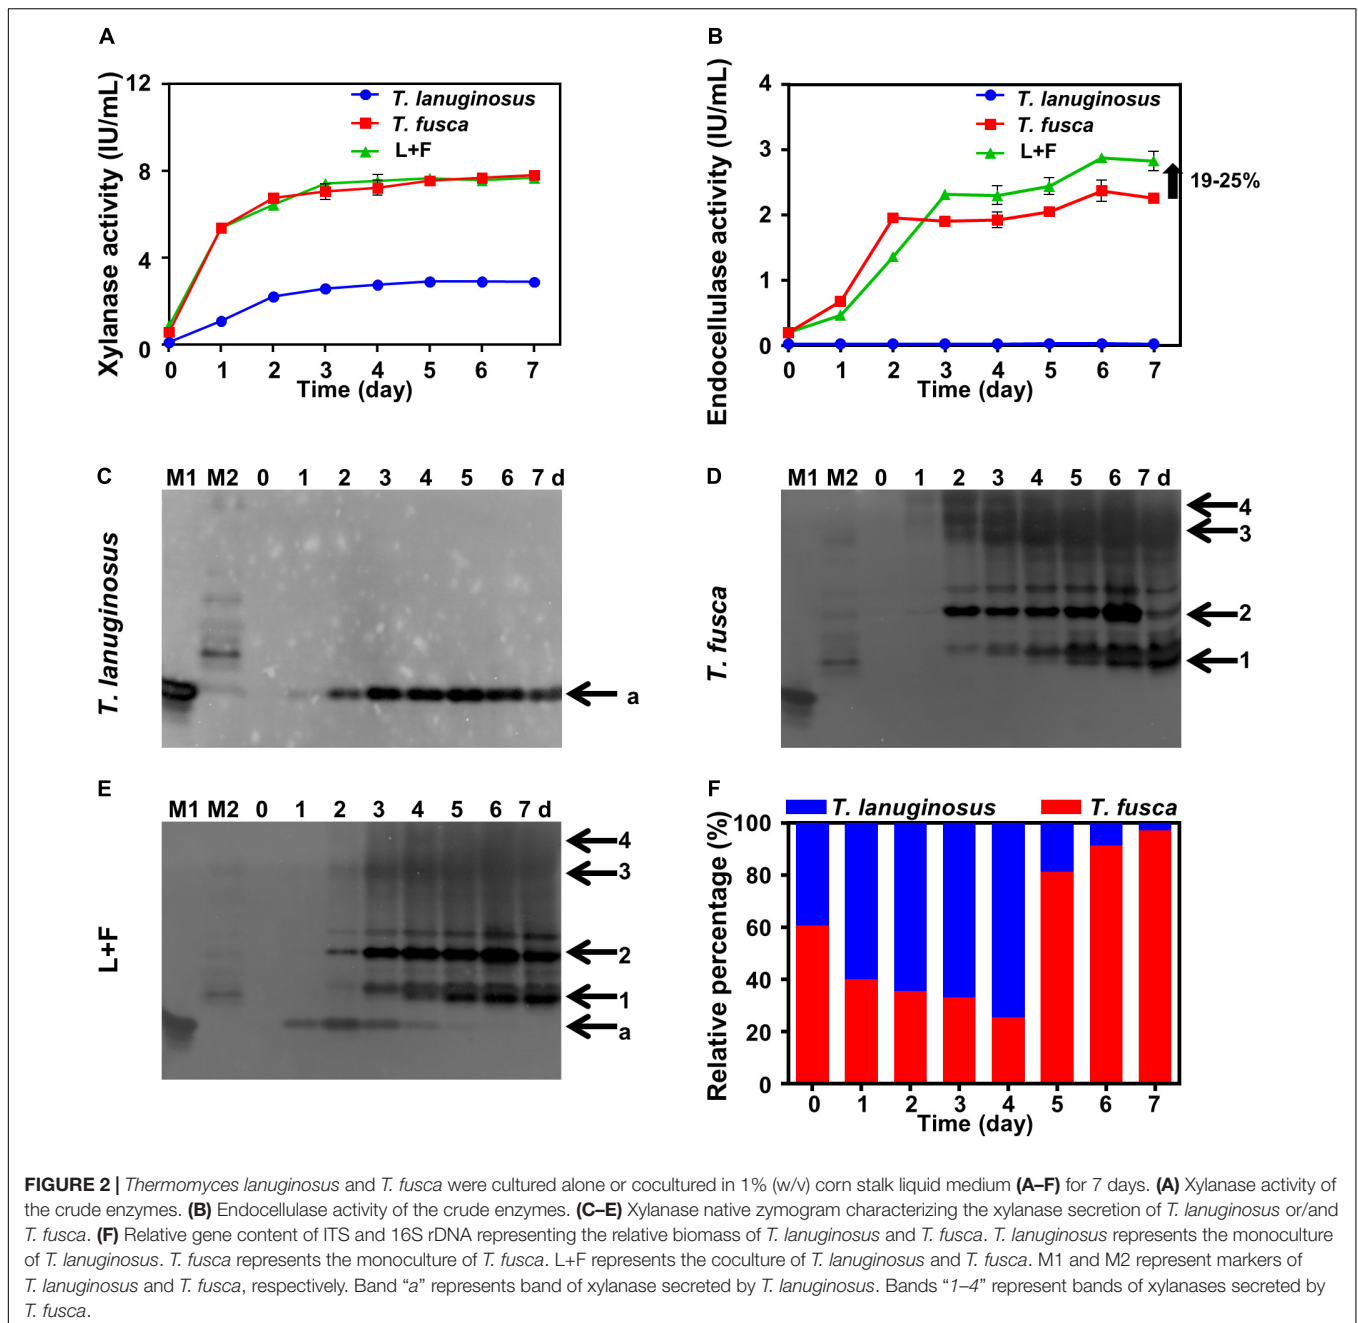 A
Xylanase activity (IU/mL)
12
8
4
0
T. lanuginosus
T. fusca
L+F
0 1 2 3 4 5 6 7
Time (day)
B
Endocellulase activity (IU/mL)
4
3
2
1
0
T. lanuginosus
T. fusca
L+F
19-25%
0 1 2 3 4 5 6 7
Time (day)
C
M1 M2 0 1 2 3 4 5 6 7 d
T. lanuginosus
a
D
M1 M2 0 1 2 3 4 5 6 7 d
T. fusca
4
3
2
1
E
M1 M2 0 1 2 3 4 5 6 7 d
L+F
4
3
2
1
a
F
T. lanuginosus T. fusca
Relative percentage (%)
100
80
60
40
20
0
0 1 2 3 4 5 6 7
Time (day)
FIGURE 2 | Thermomyces lanuginosus and T. fusca were cultured alone or cocultured in 1% (w/v) corn stalk liquid medium (A–F) for 7 days. (A) Xylanase activity of
the crude enzymes. (B) Endocellulase activity of the crude enzymes. (C–E) Xylanase native zymogram characterizing the xylanase secretion of T. lanuginosus or/and
T. fusca. (F) Relative gene content of ITS and 16S rDNA representing the relative biomass of T. lanuginosus and T. fusca. T. lanuginosus represents the monoculture
of T. lanuginosus. T. fusca represents the monoculture of T. fusca. L+F represents the coculture of T. lanuginosus and T. fusca. M1 and M2 represent markers of
T. lanuginosus and T. fusca, respectively. Band “a” represents band of xylanase secreted by T. lanuginosus. Bands “1–4” represent bands of xylanases secreted by
T. fusca.